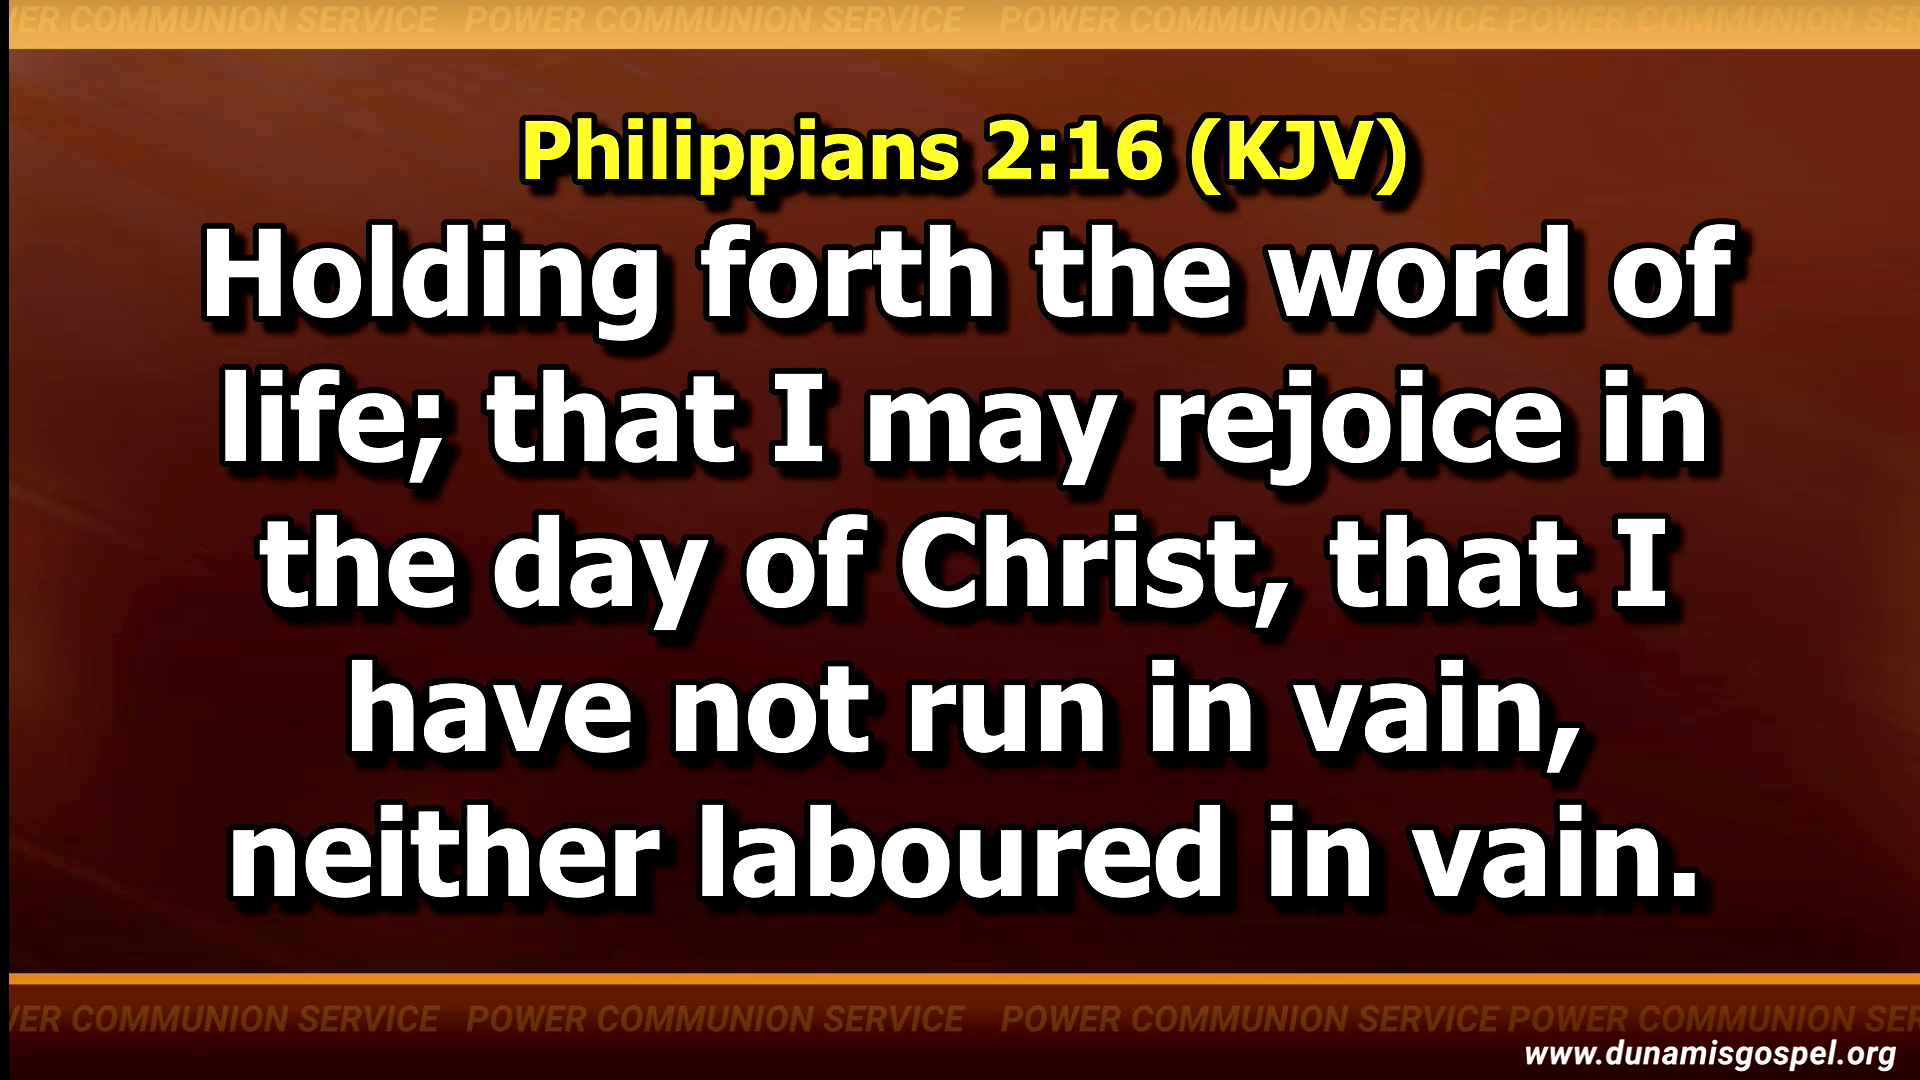 ER COMMUNION SERVICE POWER COMMUNION SERVICE POWER COMMUNION SERVICE POWER COMMUNION SER
Philippians 2:16 (KJV)
Holding forth the word of
life; that I may rejoice in
the day of Christ, that I
have not run in vain,
neither laboured in vain.
ER COMMUNION SERVICE POWER COMMUNION SERVICE POWER COMMUNION SERVICE POWER COMMUNION SER
www.dunamisgospel.org